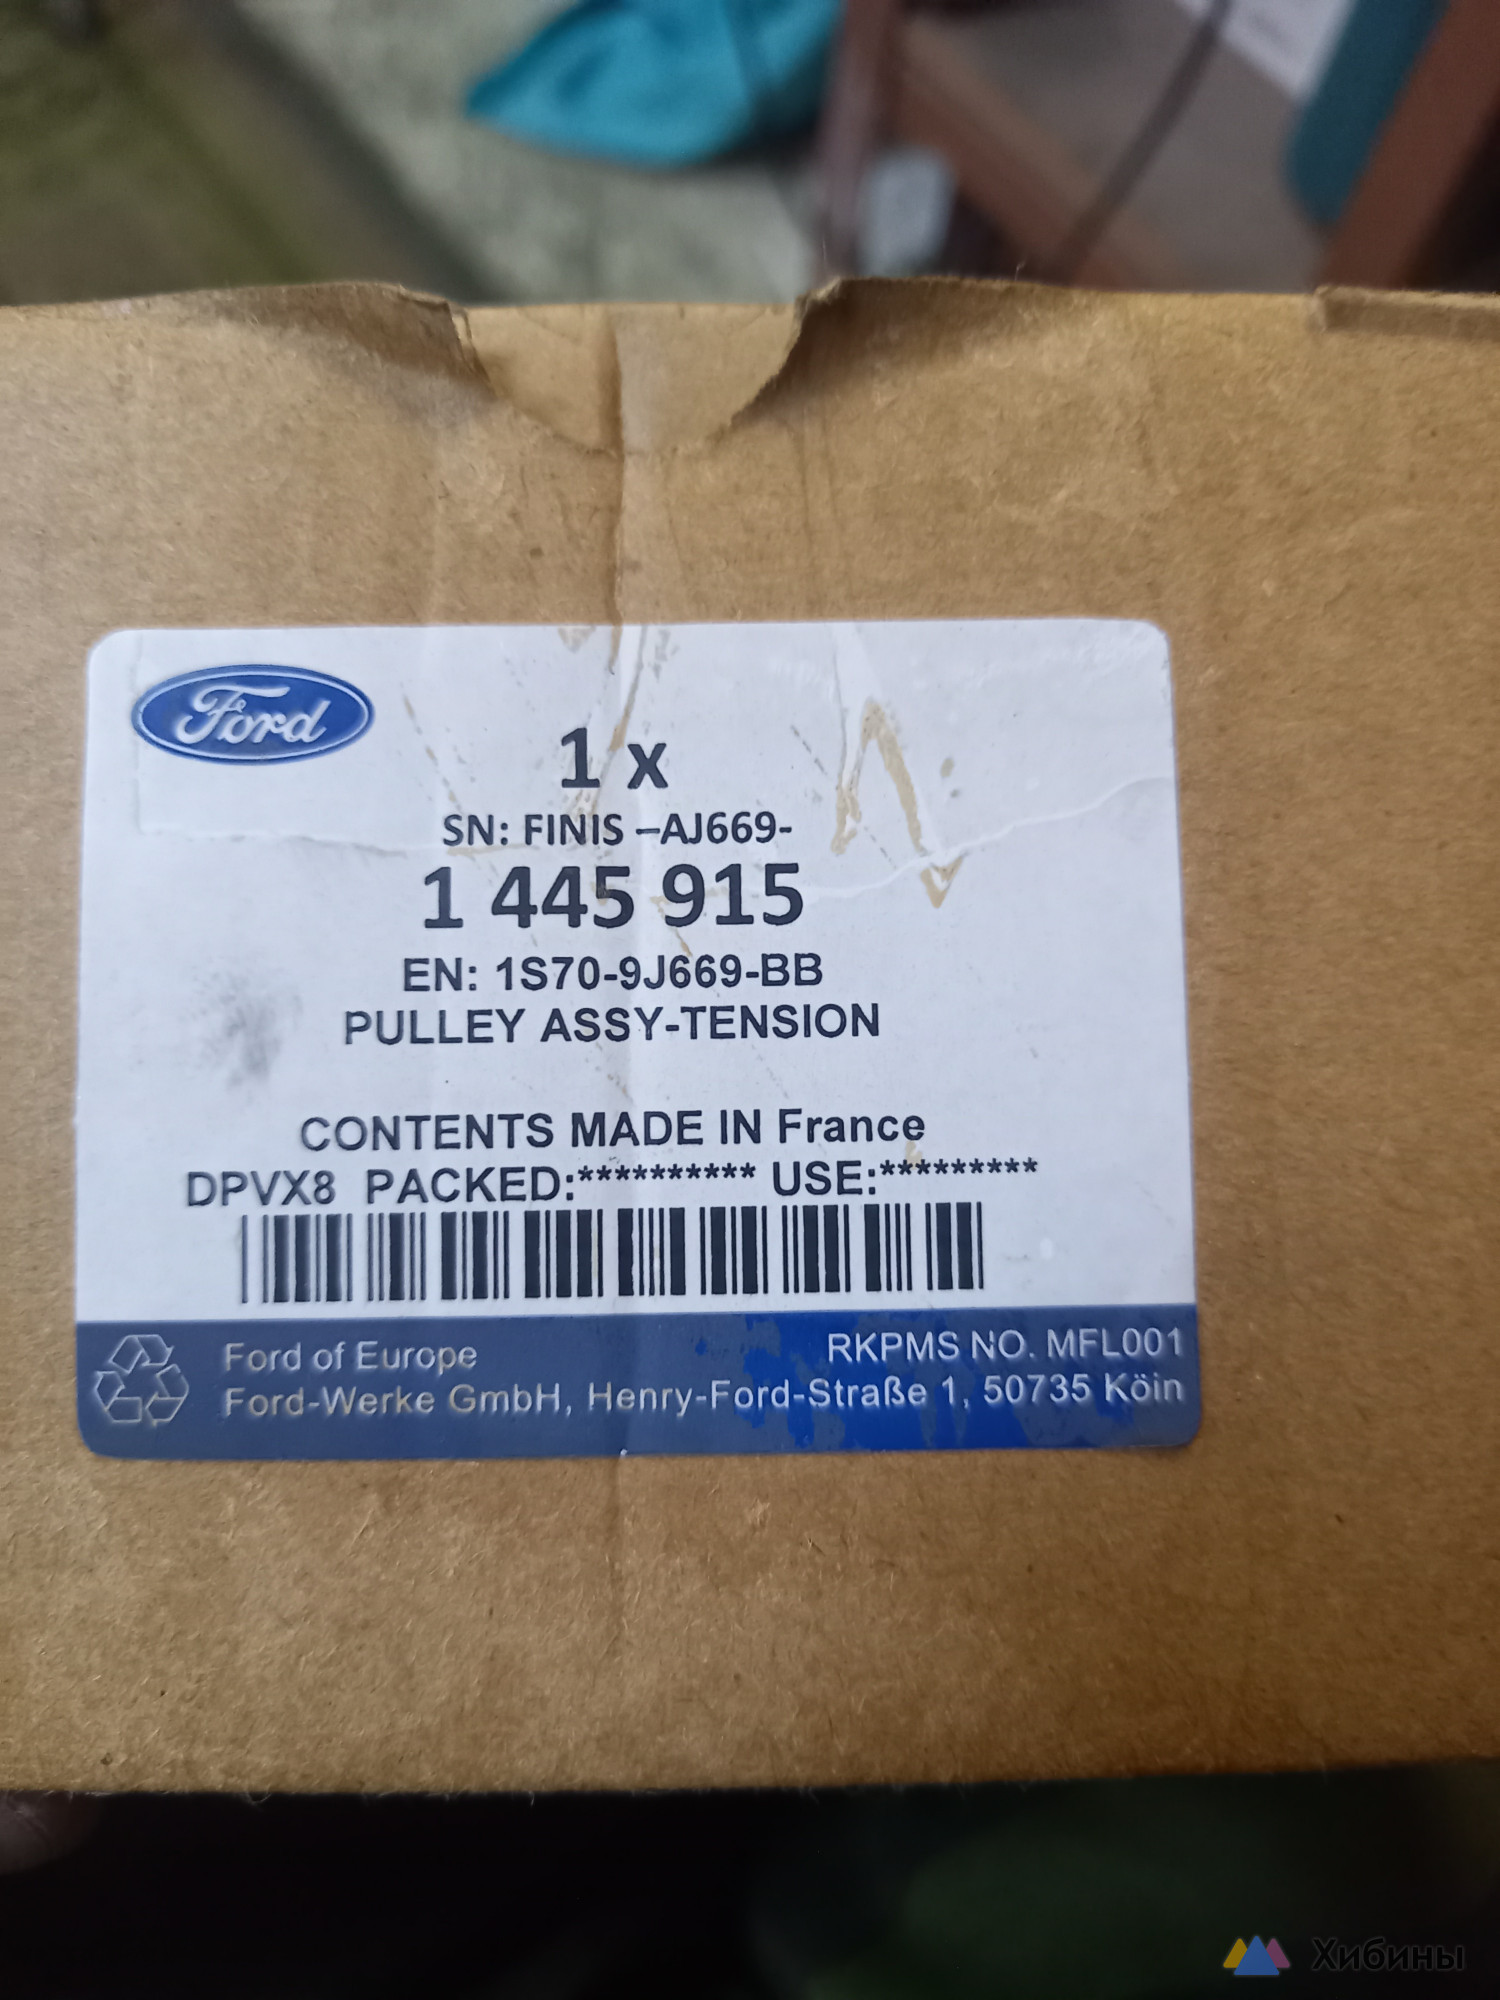 Ford
1 x
SN: FINIS –AJ669-
1 445 915
EN: 1S70-9J669-BB
PULLEY ASSY-TENSION
CONTENTS MADE IN France
DPVX8 PACKED:********** USE:*********
Ford of Europe
RKPMS NO. MFL001
Ford-Werke GmbH, Henry-Ford-Straße 1, 50735 Köin
Хибины